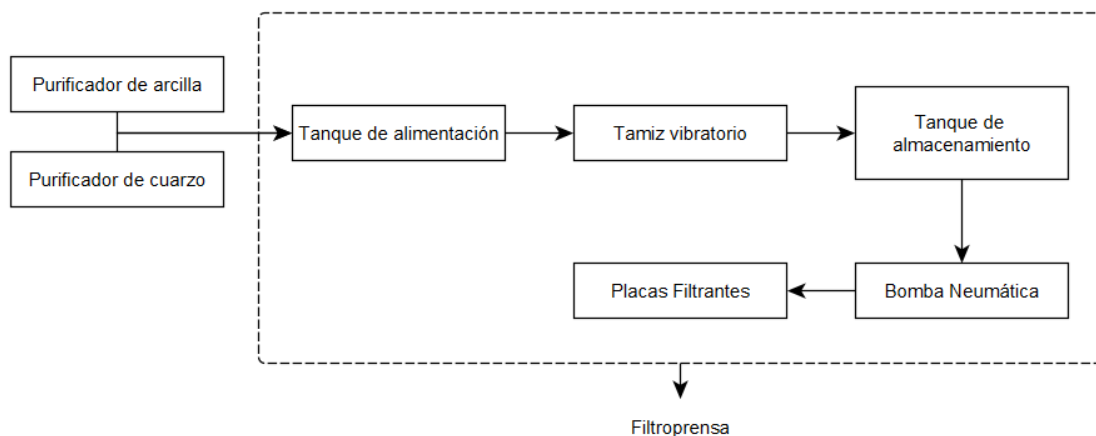 Purificador de arcilla
Purificador de cuarzo
Tanque de alimentación
Tamiz vibratorio
Tanque de
almacenamiento
Placas Filtrantes
Bomba Neumática
Filtroprensa